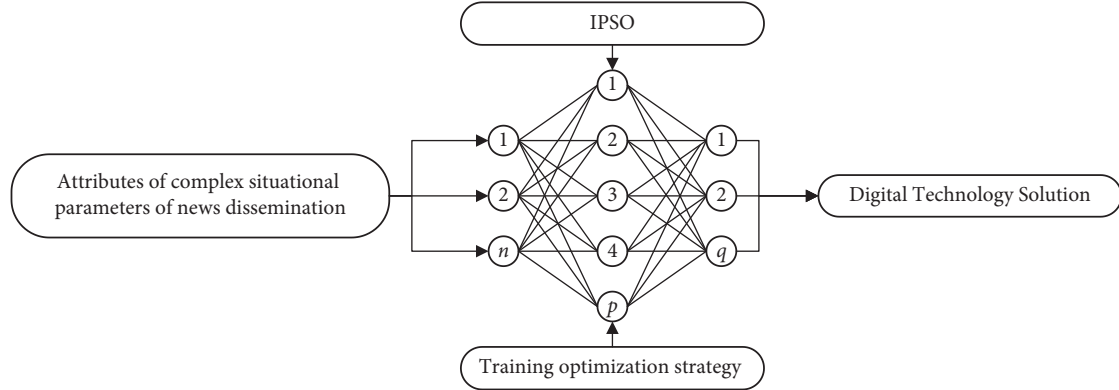 IPSO
1
1
2
1
Attributes of complex situational
parameters of news dissemination
2
3
2
Digital Technology Solution
n
4
q
p
Training optimization strategy